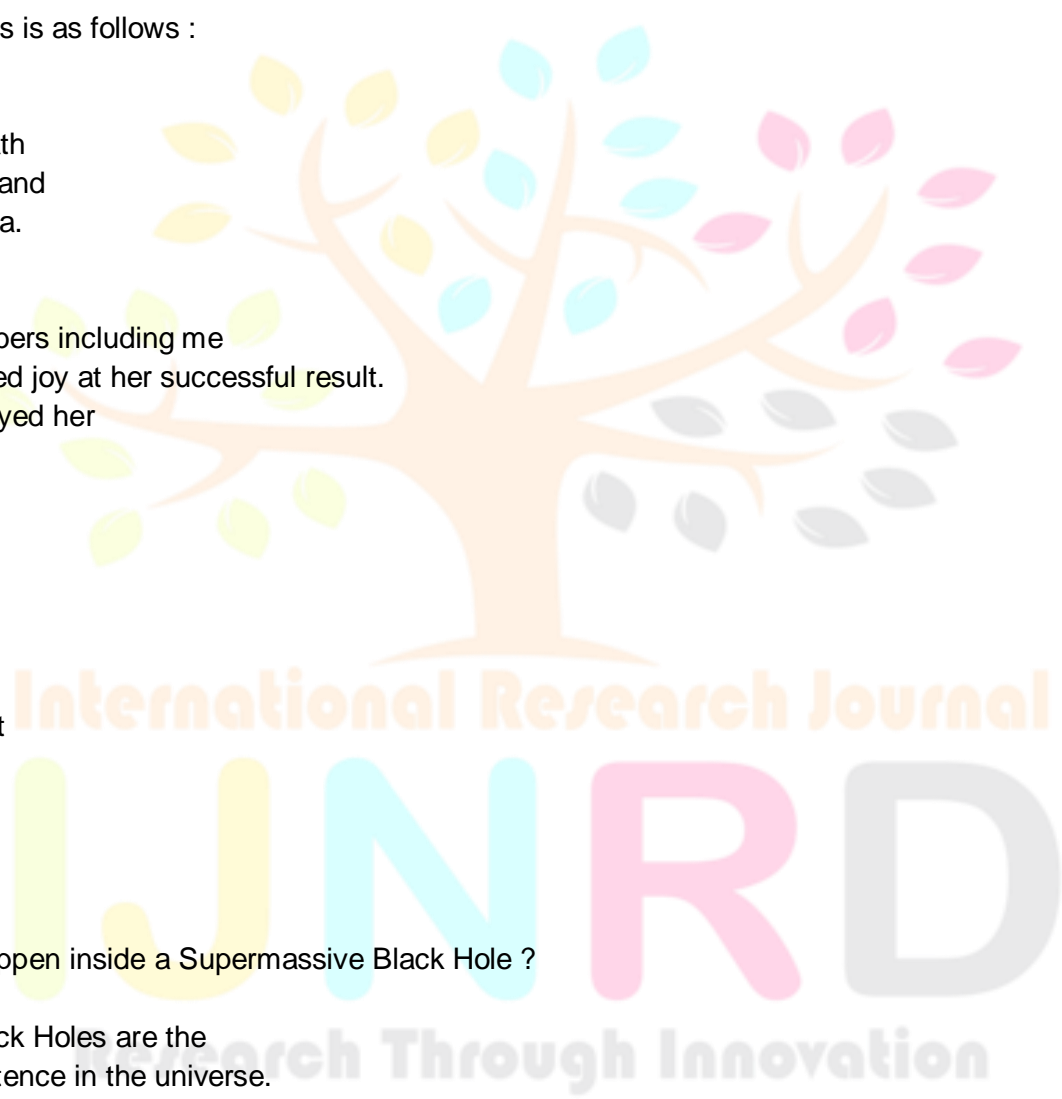 s is as follows :
th
and
a.
bers including me
ed joy at her successful result.
yed her
International Research Journal
t
IJNRD
ppen inside a Supermassive Black Hole ?
ck Holes are the
Research Through Innovation
tence in the universe.